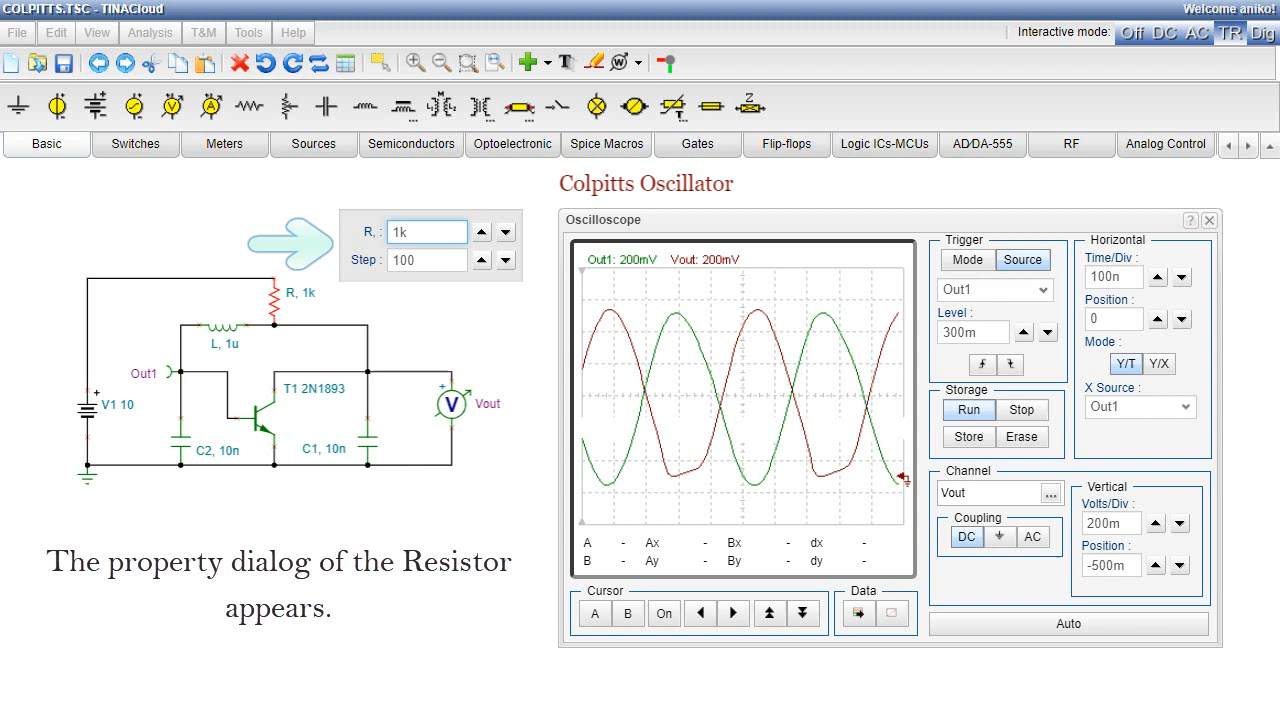 COLPITTS.TSC - TINACloud
Welcome aniko!
File Edit View Analysis T&M Tools Help
Interactive mode: Off DC AC TR Dig
Basic Switches Meters Sources Semiconductors Optoelectronic Spice Macros Gates Flip-flops Logic ICs-MCUs AD/DA-555 RF Analog Control
Colpitts Oscillator
R, : 1k
Step : 100
R, 1k
L, 1u
Out1
T1 2N1893
V1 10
+
V
Vout
C2, 10n
C1, 10n
The property dialog of the Resistor
appears.
Oscilloscope
Out1: 200mV Vout: 200mV
A - Ax - Bx - dx -
B - Ay - By - dy -
Cursor
A B On
Data
Trigger
Mode Source
Out1
Level :
300m
Storage
Run Stop
Store Erase
Horizontal
Time/Div :
100n
Position :
0
Mode :
Y/T Y/X
X Source :
Out1
Channel
Vout ...
Coupling
DC AC
Vertical
Volts/Div :
200m
Position :
-500m
Auto